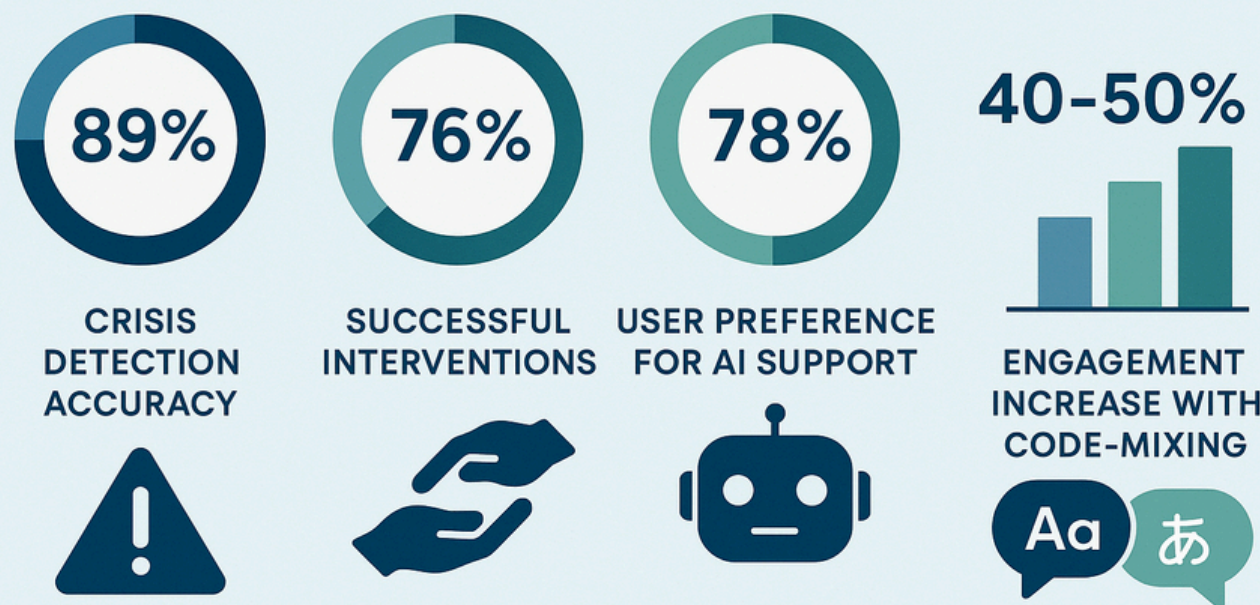 89%
CRISIS
DETECTION
ACCURACY
76%
SUCCESSFUL
INTERVENTIONS
78%
USER PREFERENCE
FOR AI SUPPORT
40-50%
ENGAGEMENT
INCREASE WITH
CODE-MIXING
Aa
あ